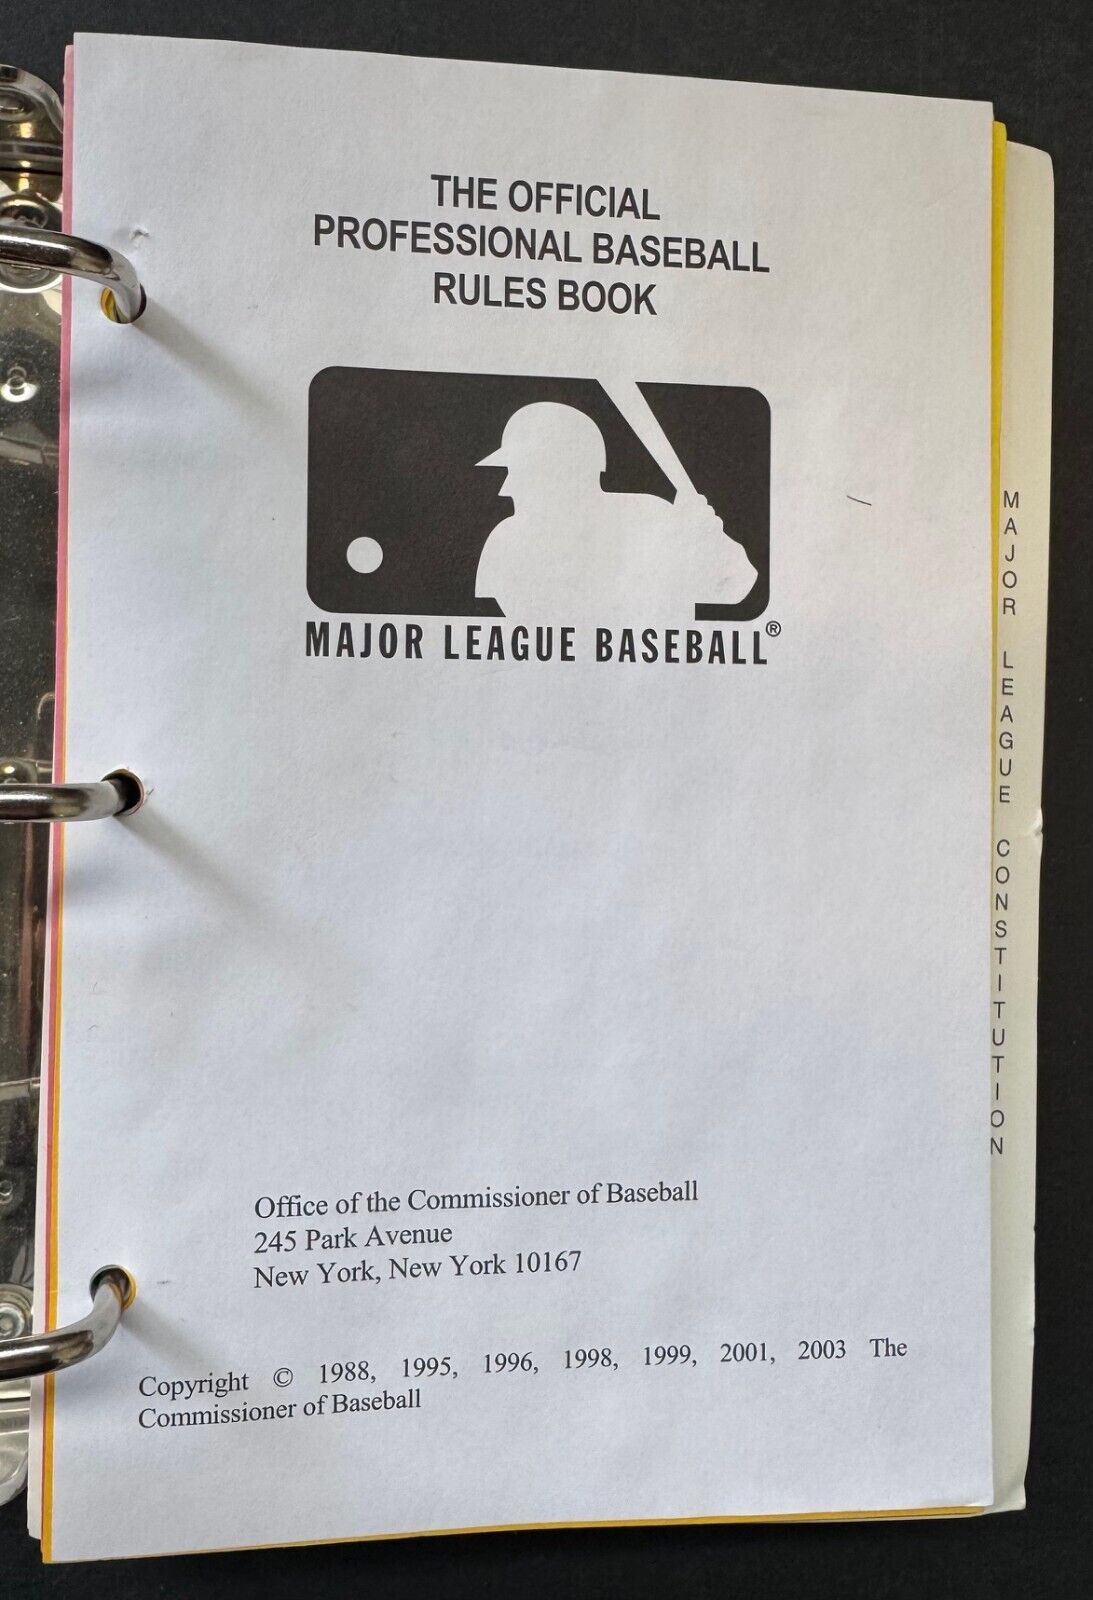 THE OFFICIAL
PROFESSIONAL BASEBALL
RULES BOOK
MAJOR LEAGUE BASEBALL®
MAJOR LEAGUE CONSTITUTION
Office of the Commissioner of Baseball
245 Park Avenue
New York, New York 10167
Copyright © 1988, 1995, 1996, 1998, 1999, 2001, 2003 The
Commissioner of Baseball